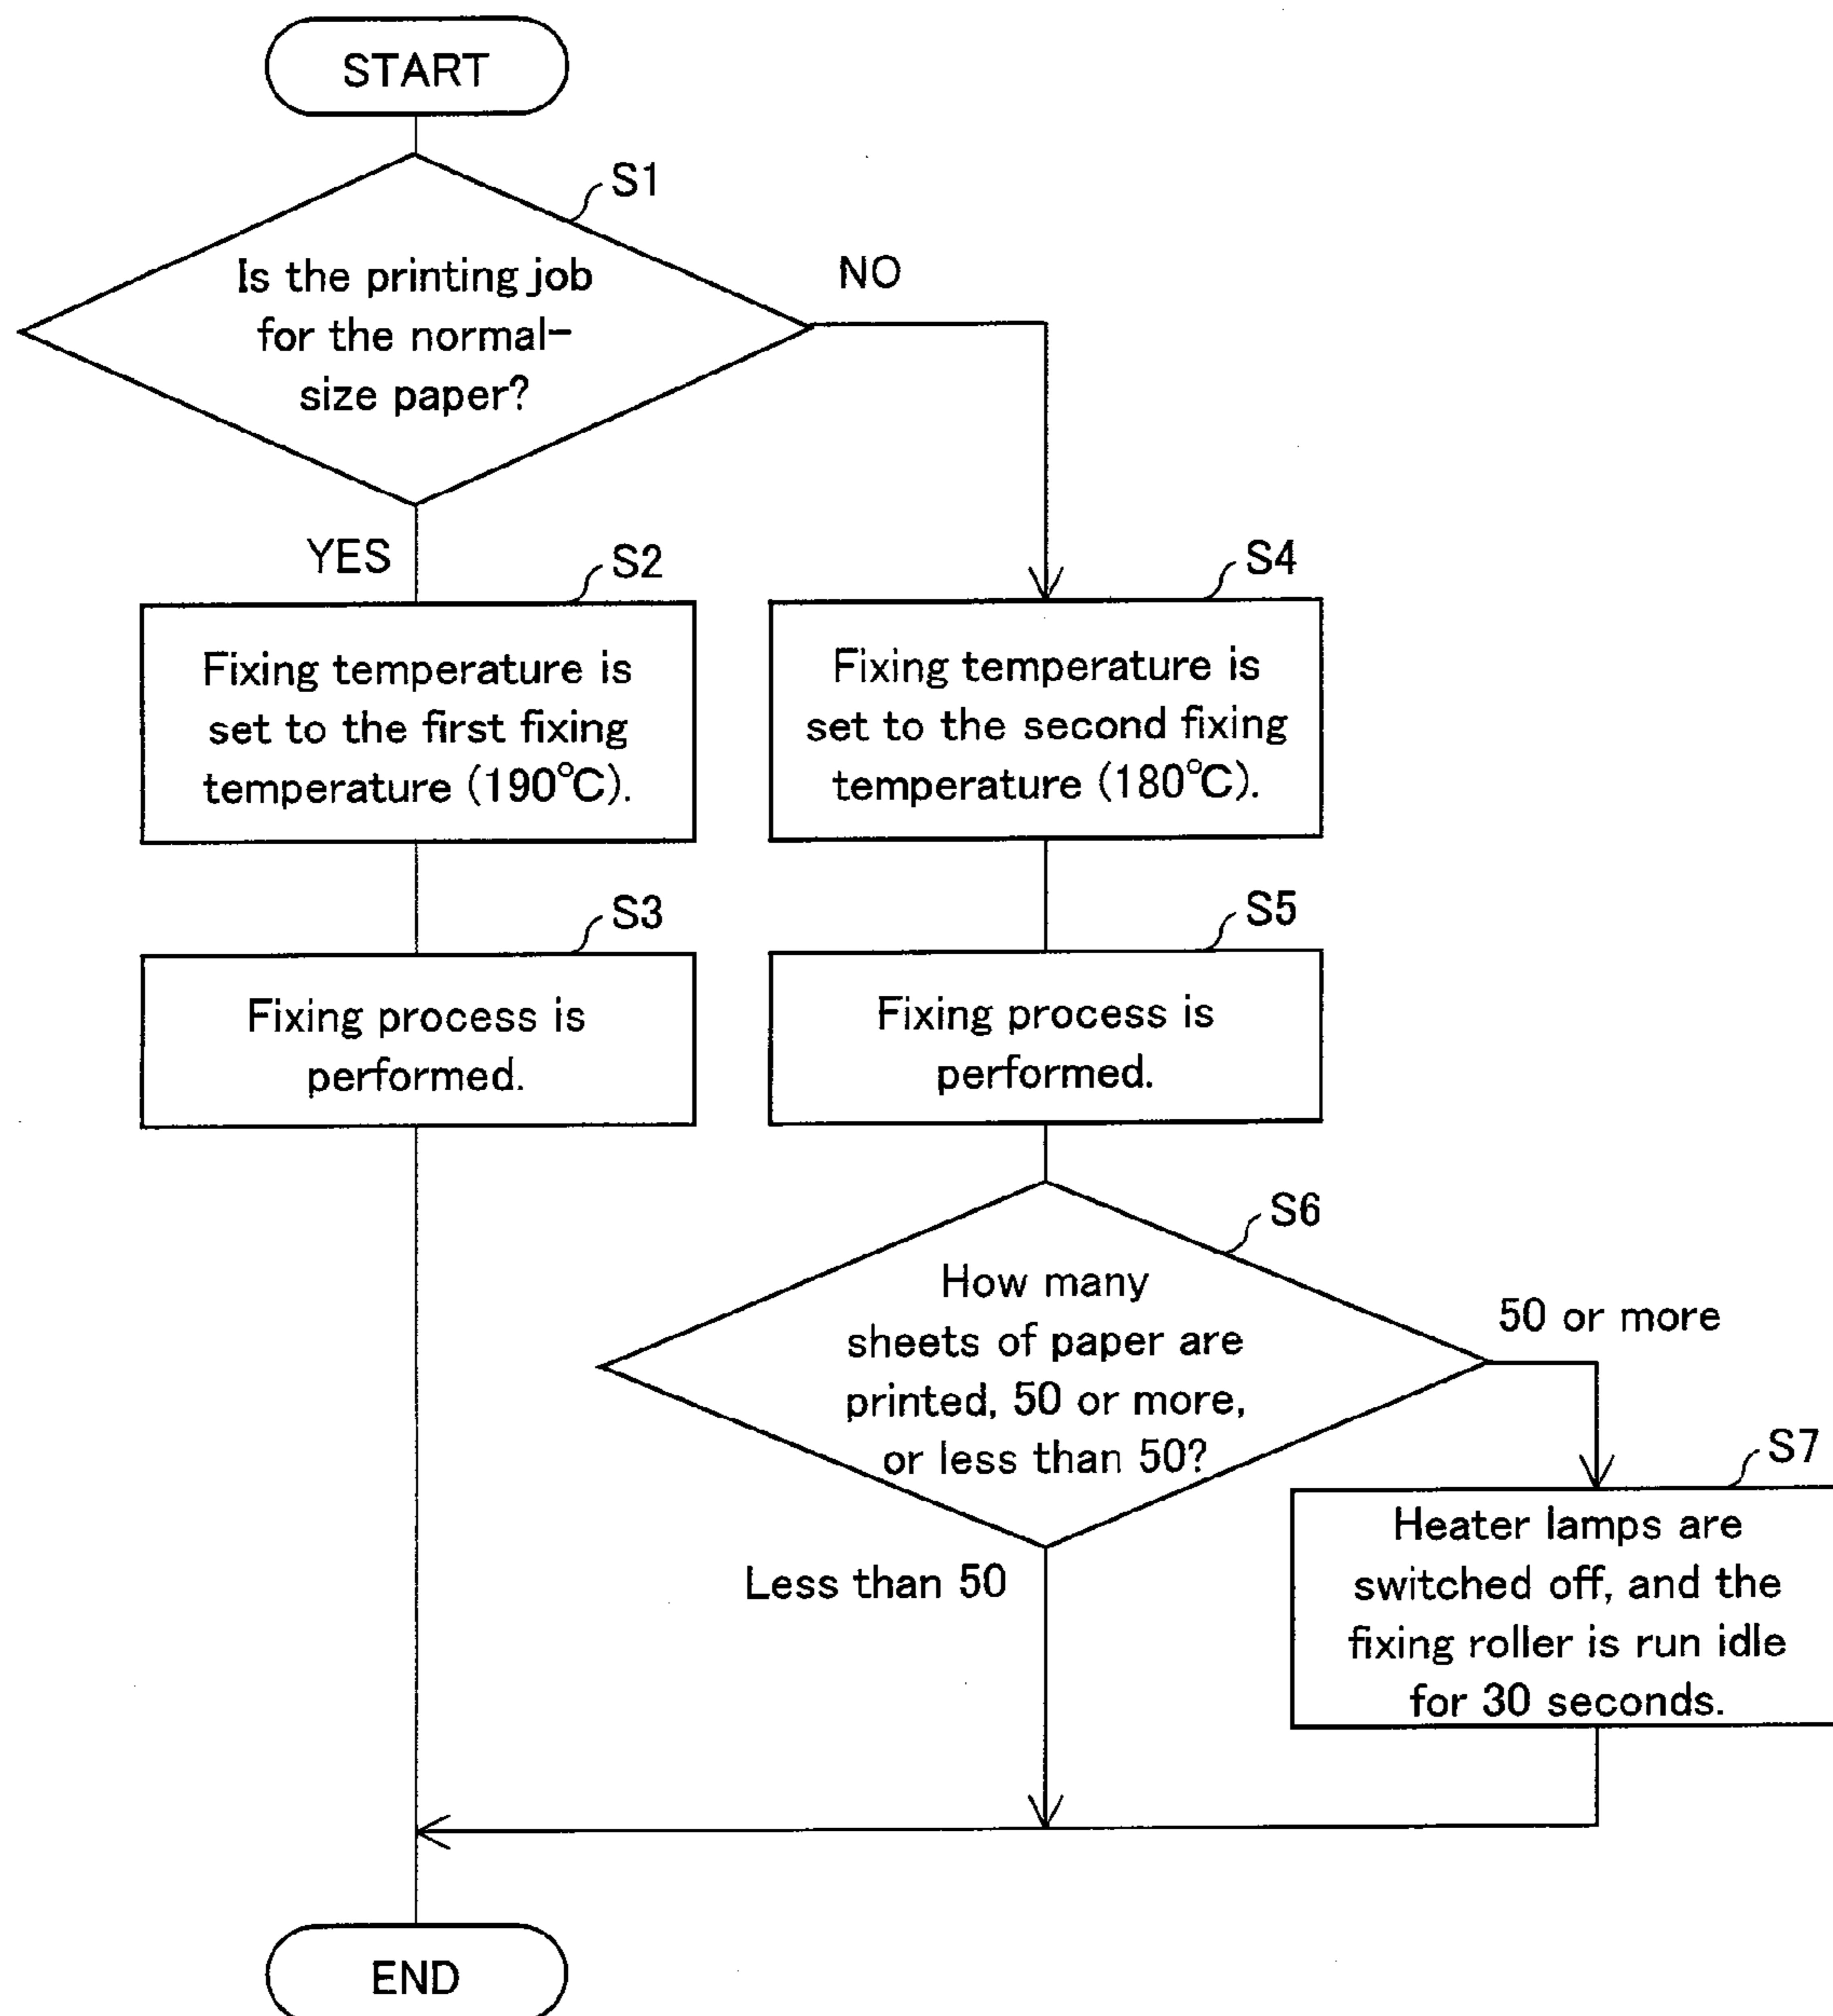 START
S1
Is the printing job
for the normal-
size paper?
NO
YES
S2
Fixing temperature is
set to the first fixing
temperature (190°C).
S4
Fixing temperature is
set to the second fixing
temperature (180°C).
S3
Fixing process is
performed.
S5
Fixing process is
performed.
S6
How many
sheets of paper are
printed, 50 or more,
or less than 50?
50 or more
Less than 50
S7
Heater lamps are
switched off, and the
fixing roller is run idle
for 30 seconds.
END